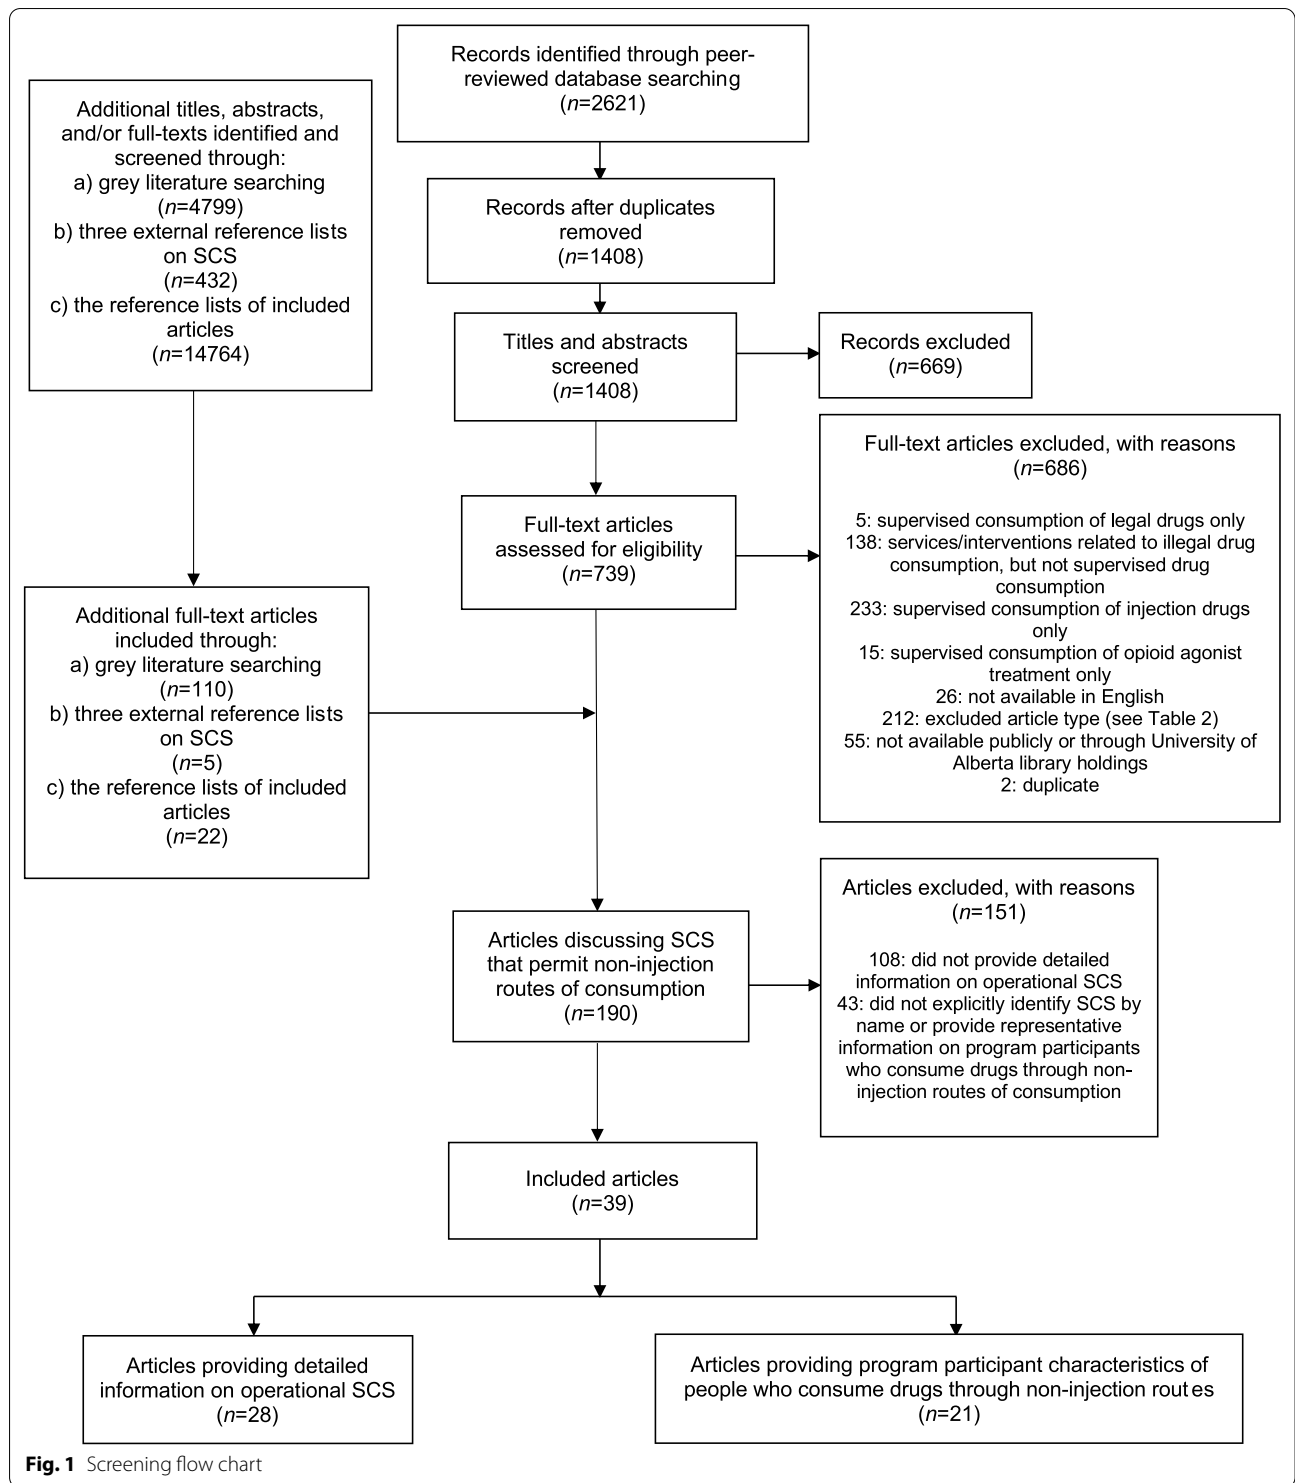 Records identified through peer-
reviewed database searching
(n=2621)
Additional titles, abstracts,
and/or full-texts identified and
screened through:
a) grey literature searching
(n=4799)
b) three external reference lists
on SCS
(n=432)
c) the reference lists of included
articles
(n=14764)
Records after duplicates
removed
(n=1408)
Titles and abstracts
screened
(n=1408)
Records excluded
(n=669)
Full-text articles
assessed for eligibility
(n=739)
Full-text articles excluded, with reasons
(n=686)
5: supervised consumption of legal drugs only
138: services/interventions related to illegal drug
consumption, but not supervised drug
consumption
233: supervised consumption of injection drugs
only
15: supervised consumption of opioid agonist
treatment only
26: not available in English
212: excluded article type (see Table 2)
55: not available publicly or through University of
Alberta library holdings
2: duplicate
Additional full-text articles
included through:
a) grey literature searching
(n=110)
b) three external reference lists
on SCS
(n=5)
c) the reference lists of included
articles
(n=22)
Articles discussing SCS
that permit non-injection
routes of consumption
(n=190)
Articles excluded, with reasons
(n=151)
108: did not provide detailed
information on operational SCS
43: did not explicitly identify SCS by
name or provide representative
information on program participants
who consume drugs through non-
injection routes of consumption
Included articles
(n=39)
Articles providing detailed
information on operational SCS
(n=28)
Articles providing program participant characteristics of
people who consume drugs through non-injection routes
(n=21)
Fig. 1 Screening flow chart